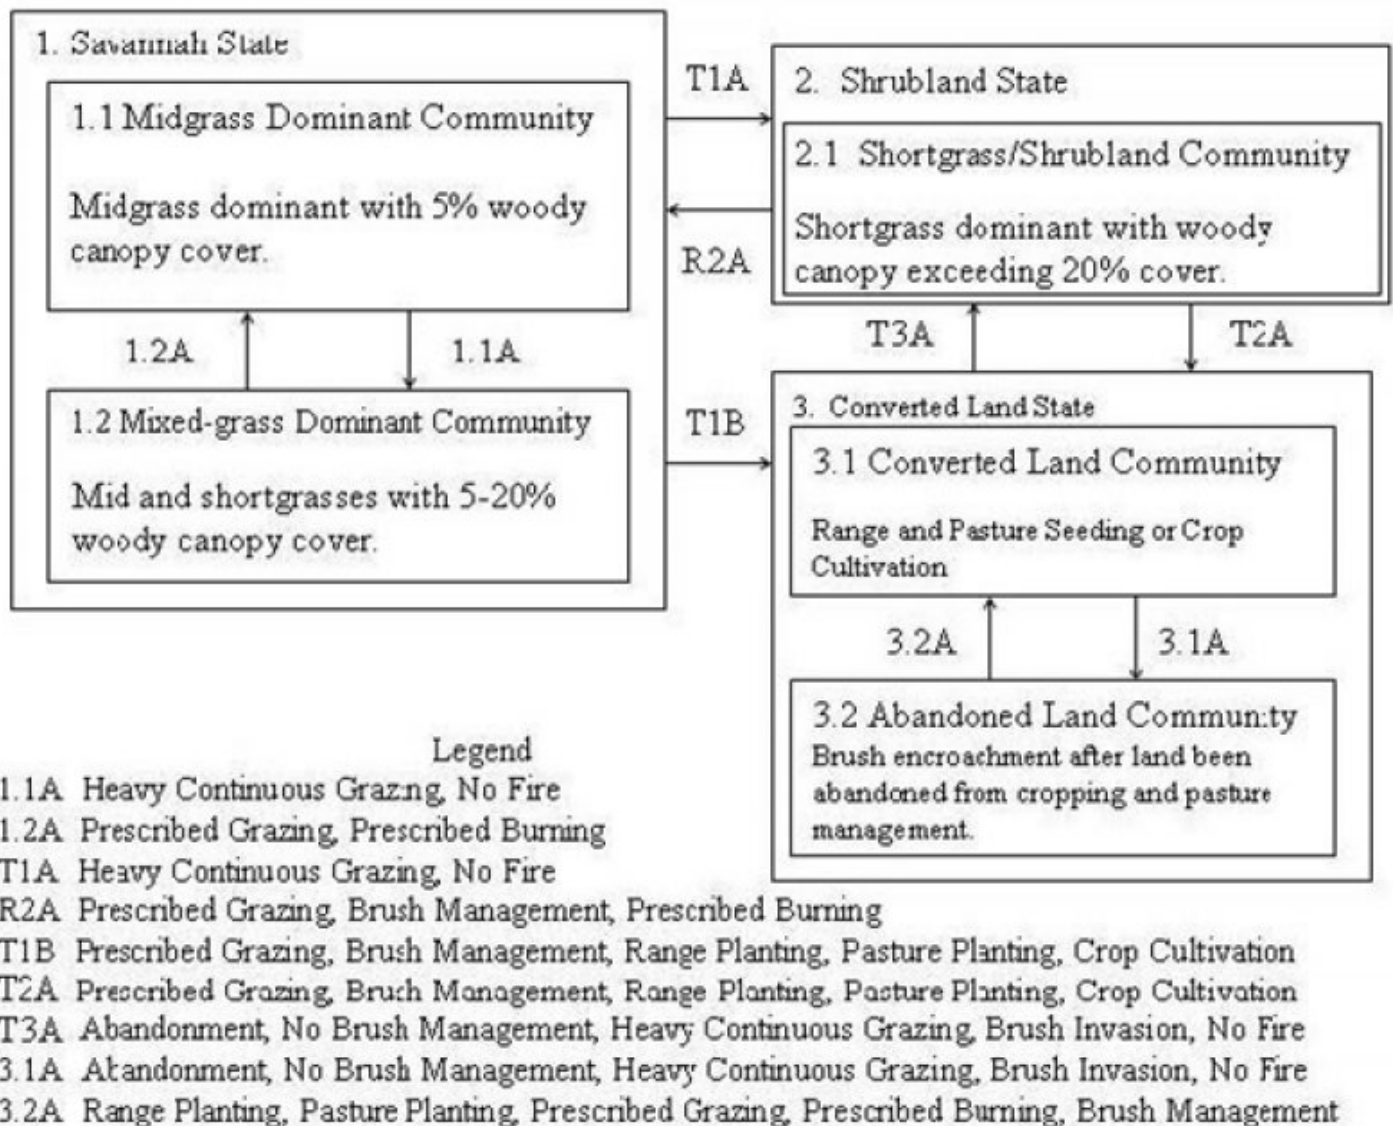 1. Savannah State
1.1 Midgrass Dominant Community
Midgrass dominant with 5% woody
canopy cover.
1.2A
1.1A
1.2 Mixed-grass Dominant Community
Mid and shortgrasses with 5-20%
woody canopy cover.
T1A
R2A
T1B
2. Shrubland State
2.1 Shortgrass/Shrubland Community
Shortgrass dominant with woody
canopy exceeding 20% cover.
T3A
T2A
3. Converted Land State
3.1 Converted Land Community
Range and Pasture Seeding or Crop
Cultivation
3.2A
3.1A
3.2 Abandoned Land Community
Brush encroachment after land been
abandoned from cropping and pasture
management.
Legend
1.1A Heavy Continuous Grazing, No Fire
1.2A Prescribed Grazing, Prescribed Burning
T1A Heavy Continuous Grazing, No Fire
R2A Prescribed Grazing, Brush Management, Prescribed Burning
T1B Prescribed Grazing, Brush Management, Range Planting, Pasture Planting, Crop Cultivation
T2A Prescribed Grazing, Brush Management, Range Planting, Pasture Planting, Crop Cultivation
T3A Abandonment, No Brush Management, Heavy Continuous Grazing, Brush Invasion, No Fire
3.1A Abandonment, No Brush Management, Heavy Continuous Grazing, Brush Invasion, No Fire
3.2A Range Planting, Pasture Planting, Prescribed Grazing, Prescribed Burning, Brush Management